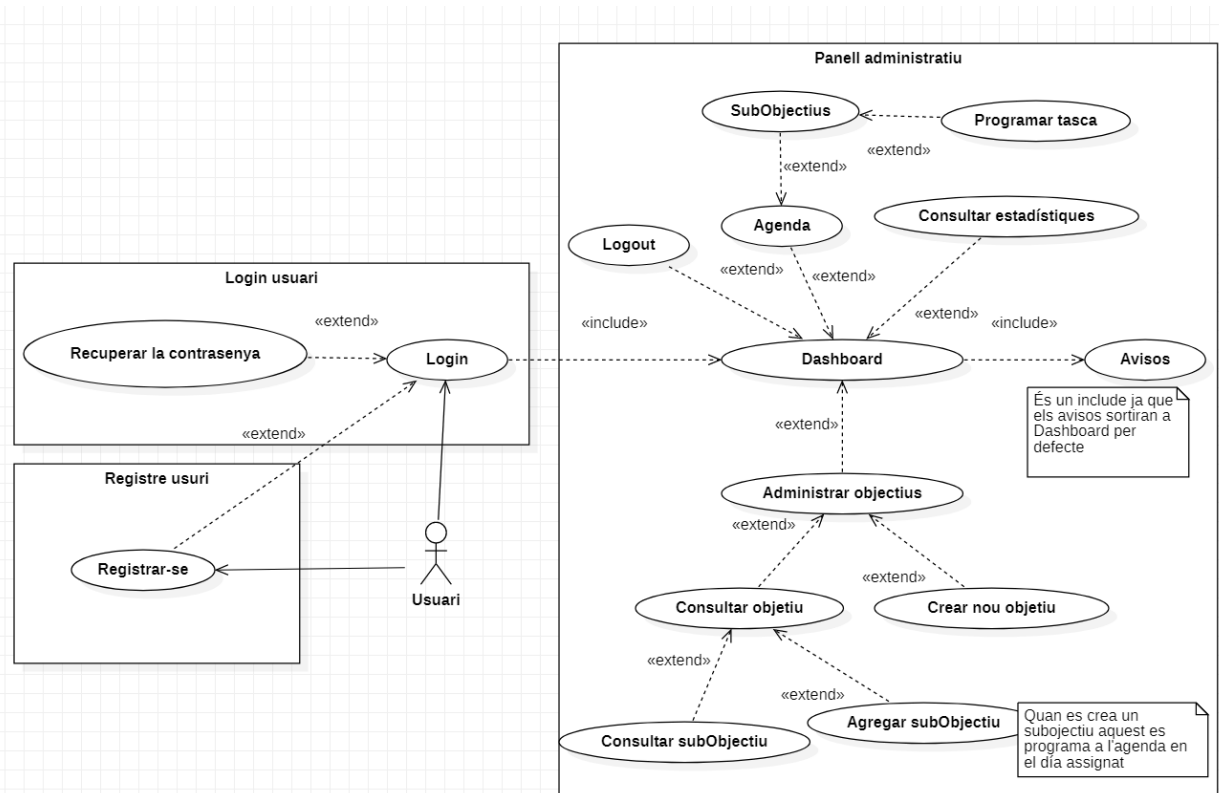 Panell administratiu
SubObjectius
Programar tasca
«extend»
«extend»
Agenda
Consultar estadístiques
Logout
«extend»
«extend»
«extend»
Login usuari
Recuperar la contrasenya
«extend»
Login
«include»
Dashboard
«include»
Avisos
És un include ja que
els avisos sortiran a
Dashboard per
defecte
«extend»
«extend»
Registre usuri
Registrar-se
Usuari
Administrar objectius
«extend»
«extend»
Consultar objetiu
Crear nou objetiu
«extend»
«extend»
Consultar subObjectiu
Agregar subObjectiu
Quan es crea un
subojectiu aquest es
programa a l'agenda en
el día assignat